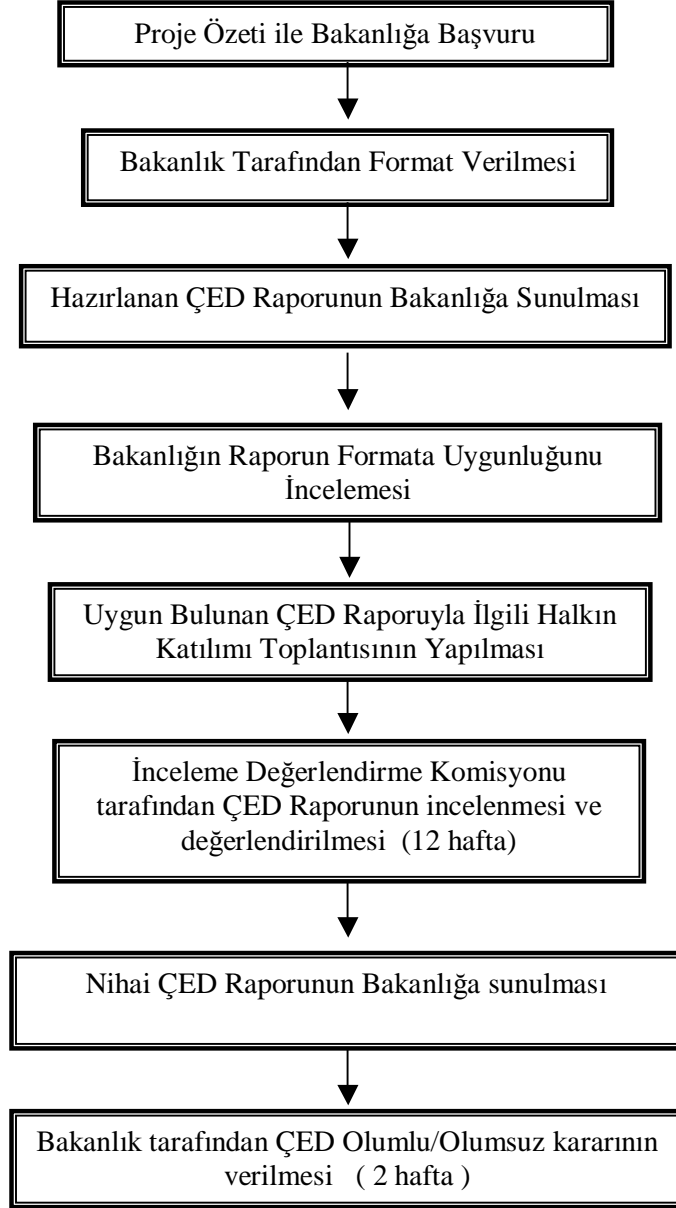 Proje Özeti ile Bakanlığa Başvuru
Bakanlık Tarafından Format Verilmesi
Hazırlanan ÇED Raporunun Bakanlığa Sunulması
Bakanlığın Raporun Formata Uygunluğunu
İncelemesi
Uygun Bulunan ÇED Raporuyla İlgili Halkın
Katılımı Toplantısının Yapılması
İnceleme Değerlendirme Komisyonu
tarafından ÇED Raporunun incelenmesi ve
değerlendirilmesi (12 hafta)
Nihai ÇED Raporunun Bakanlığa sunulması
Bakanlık tarafından ÇED Olumlu/Olumsuz kararının
verilmesi ( 2 hafta )